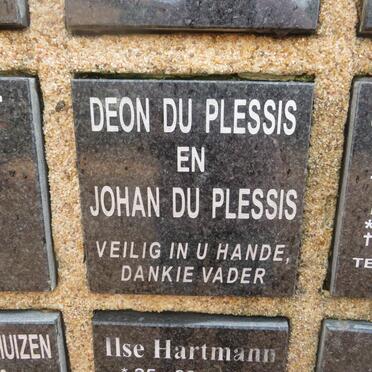 DEON DU PLESSIS
EN
JOHAN DU PLESSIS
VEILIG IN U HANDE,
DANKIE VADER
HUIZEN
Ilse Hartmann